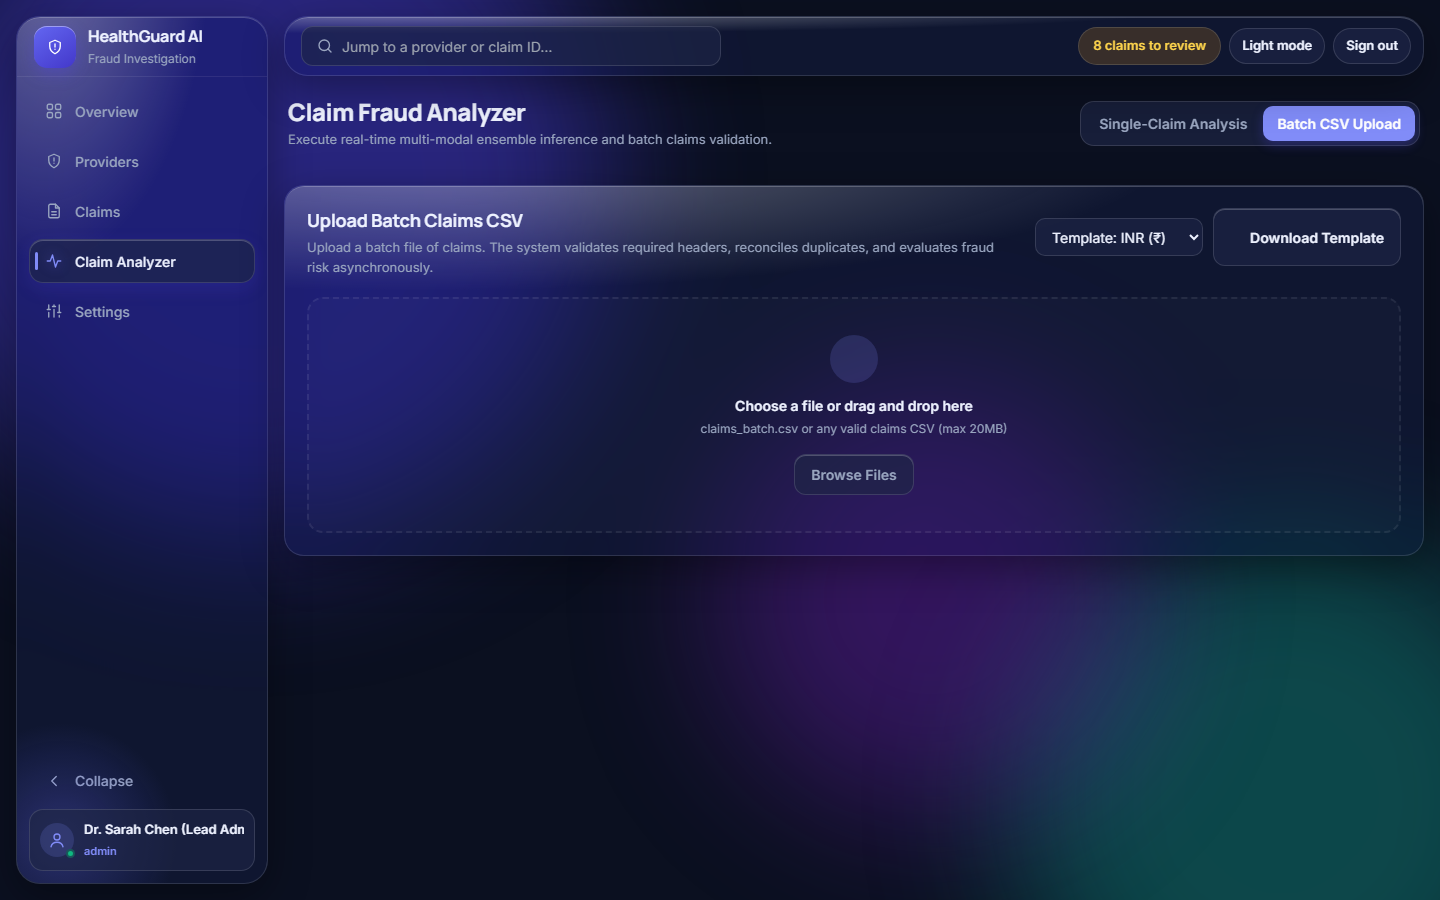 HealthGuard AI
Fraud Investigation
Overview
Providers
Claims
Claim Analyzer
Settings
Collapse
Dr. Sarah Chen (Lead Adm
admin
Jump to a provider or claim ID...
8 claims to review
Light mode
Sign out
Claim Fraud Analyzer
Execute real-time multi-modal ensemble inference and batch claims validation.
Single-Claim Analysis
Batch CSV Upload
Upload Batch Claims CSV
Upload a batch file of claims. The system validates required headers, reconciles duplicates, and evaluates fraud
risk asynchronously.
Template: INR (₹)
Download Template
Choose a file or drag and drop here
claims_batch.csv or any valid claims CSV (max 20MB)
Browse Files